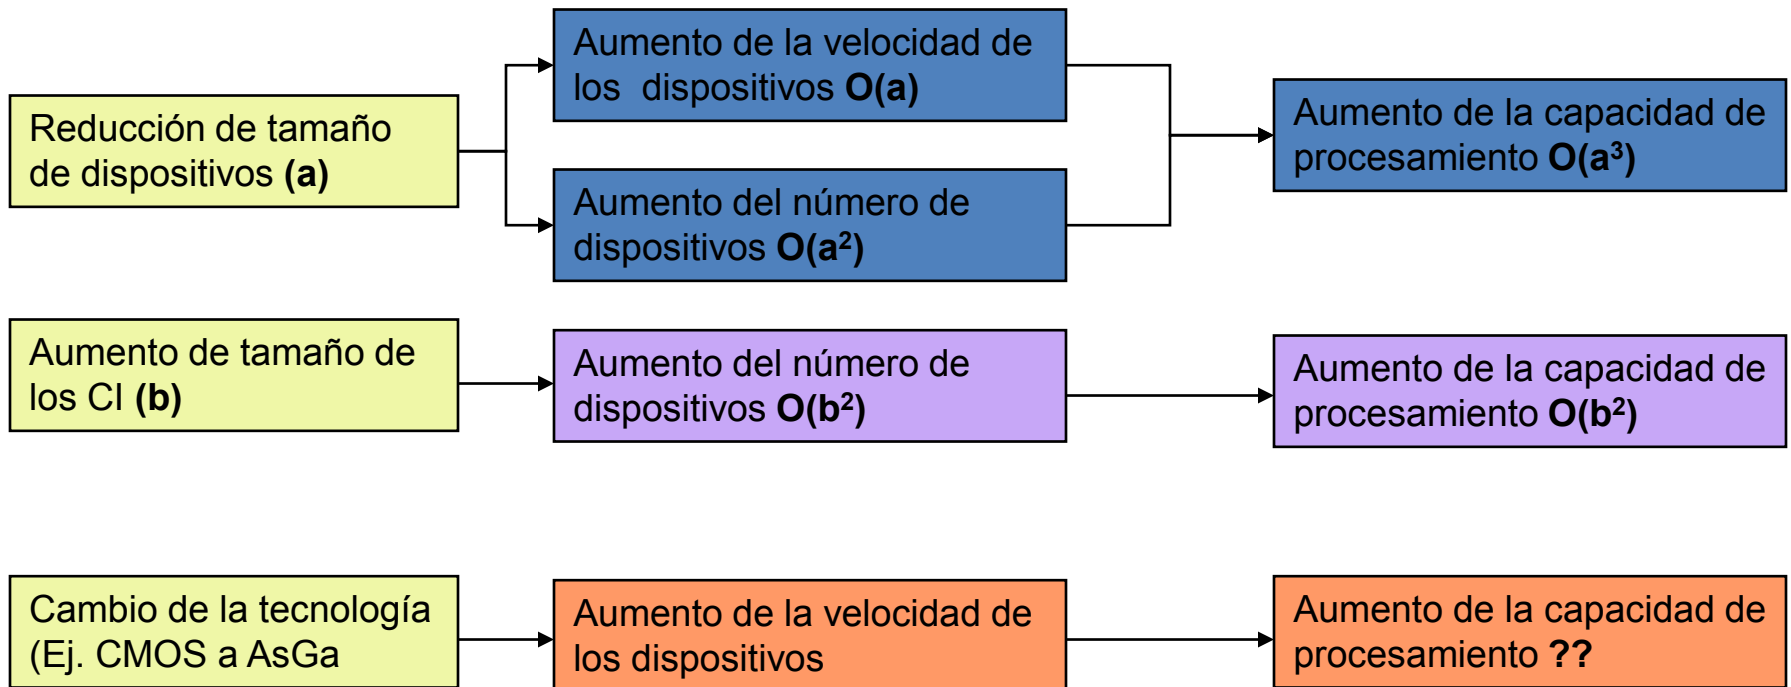 Reducción de tamaño
de dispositivos (a)
Aumento de la velocidad de
los dispositivos O(a)
Aumento del número de
dispositivos O(a²)
Aumento de la capacidad de
procesamiento O(a³)
Aumento de tamaño de
los CI (b)
Aumento del número de
dispositivos O(b²)
Aumento de la capacidad de
procesamiento O(b²)
Cambio de la tecnología
(Ej. CMOS a AsGa
Aumento de la velocidad de
los dispositivos
Aumento de la capacidad de
procesamiento ??